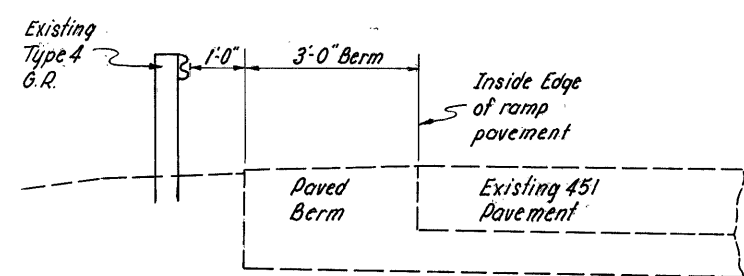 Existing
Type 4
G.R.
1'-0"
3'-0" Berm
Inside Edge
of ramp
pavement
Paved
Berm
Existing 451
Pavement